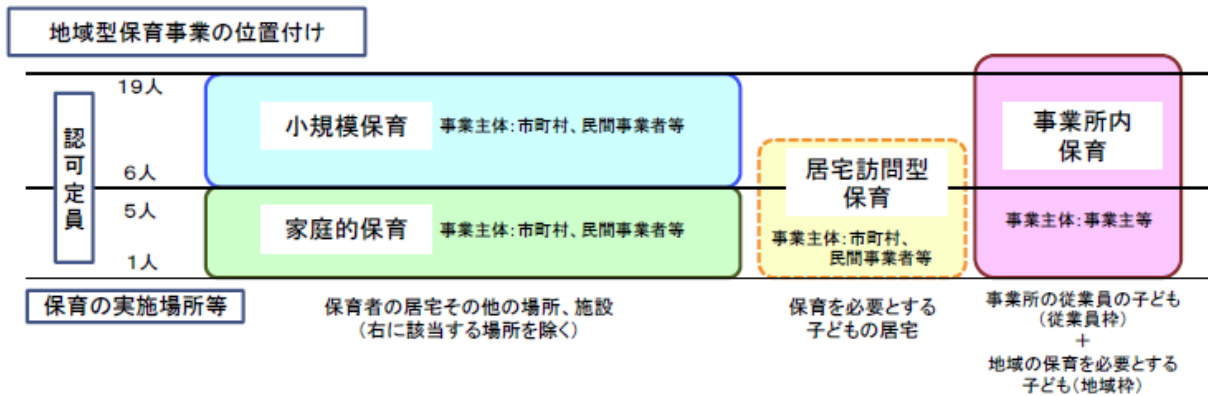 地域型保育事業の位置付け
認可定員
19人
6人
5人
1人
小規模保育
事業主体:市町村、民間事業者等
家庭的保育
事業主体:市町村、民間事業者等
居宅訪問型
保育
事業主体:市町村、
民間事業者等
事業所内
保育
事業主体:事業主等
保育の実施場所等
保育者の居宅その他の場所、施設
(右に該当する場所を除く)
保育を必要とする
子どもの居宅
事業所の従業員の子ども
(従業員枠)
+
地域の保育を必要とする
子ども(地域枠)